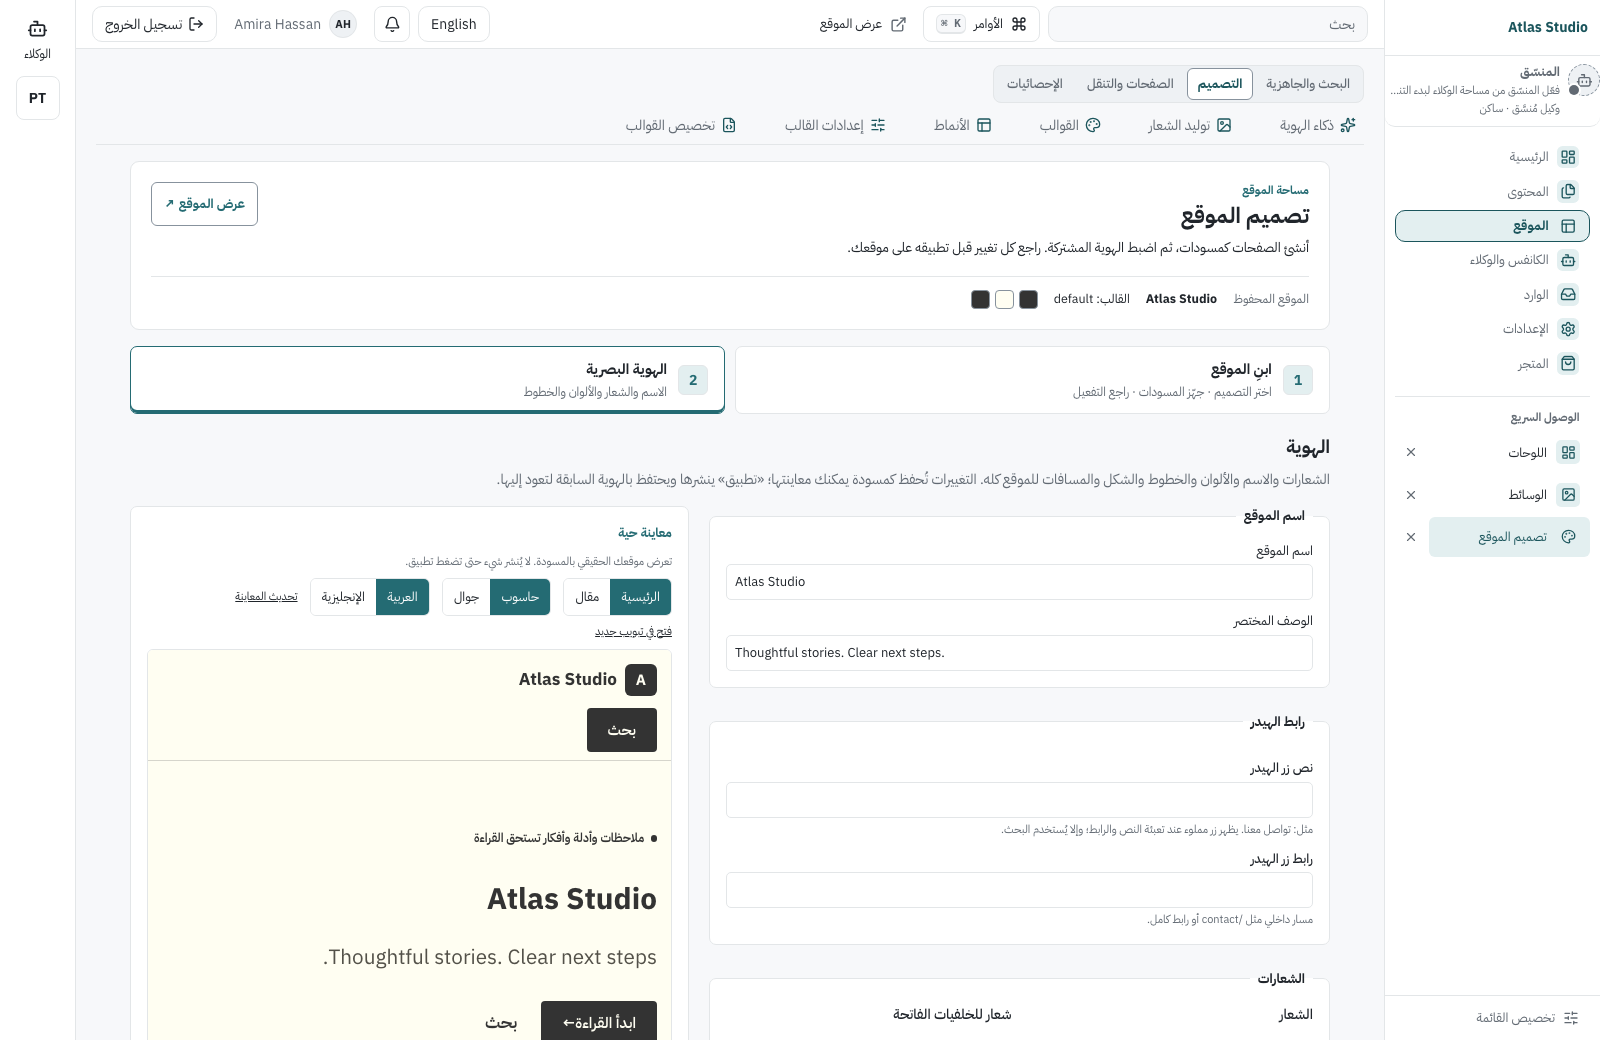 Atlas Studio
المنسّق
فعّل المنسّق من مساحة الوكلاء لبدء التنـ...
وكيل مُنسَّق · ساكن
الرئيسية
المحتوى
الموقع
الكانفس والوكلاء
الوارد
الإعدادات
المتجر
الوصول السريع
اللوحات
الوسائط
تصميم الموقع
تخصيص القائمة
بحث
الأوامر ⌘ K
عرض الموقع
English
AH Amira Hassan
تسجيل الخروج
الوكلاء
PT
البحث والجاهزية
التصميم
الصفحات والتنقل
الإحصائيات
ذكاء الهوية
توليد الشعار
القوالب
الأنماط
إعدادات القالب
تخصيص القوالب
مساحة الموقع
تصميم الموقع
أنشئ الصفحات كمسودات، ثم اضبط الهوية المشتركة. راجع كل تغيير قبل تطبيقه على موقعك.
عرض الموقع ↗
الموقع المحفوظ Atlas Studio القالب: default
1 ابنِ الموقع
اختر التصميم · جهّز المسودات · راجع التفعيل
2 الهوية البصرية
الاسم والشعار والألوان والخطوط
الهوية
الشعارات والاسم والألوان والخطوط والشكل والمسافات للموقع كله. التغييرات تُحفظ كمسودة يمكنك معاينتها؛ «تطبيق» ينشرها ويحتفظ بالهوية السابقة لتعود إليها.
اسم الموقع
اسم الموقع
Atlas Studio
الوصف المختصر
Thoughtful stories. Clear next steps.
رابط الهيدر
نص زر الهيدر
مثل: تواصل معنا. يظهر زر مملوء عند تعبئة النص والرابط؛ وإلا يُستخدم البحث.
رابط زر الهيدر
مسار داخلي مثل /contact أو رابط كامل.
الشعارات
الشعار
شعار للخلفيات الفاتحة
معاينة حية
تعرض موقعك الحقيقي بالمسودة. لا يُنشر شيء حتى تضغط تطبيق.
الرئيسية مقال
حاسوب جوال
العربية الإنجليزية
تحديث المعاينة
فتح في تبويب جديد
A Atlas Studio
بحث
ملاحظات وأدلة وأفكار تستحق القراءة
Atlas Studio
Thoughtful stories. Clear next steps.
ابدأ القراءة←
بحث